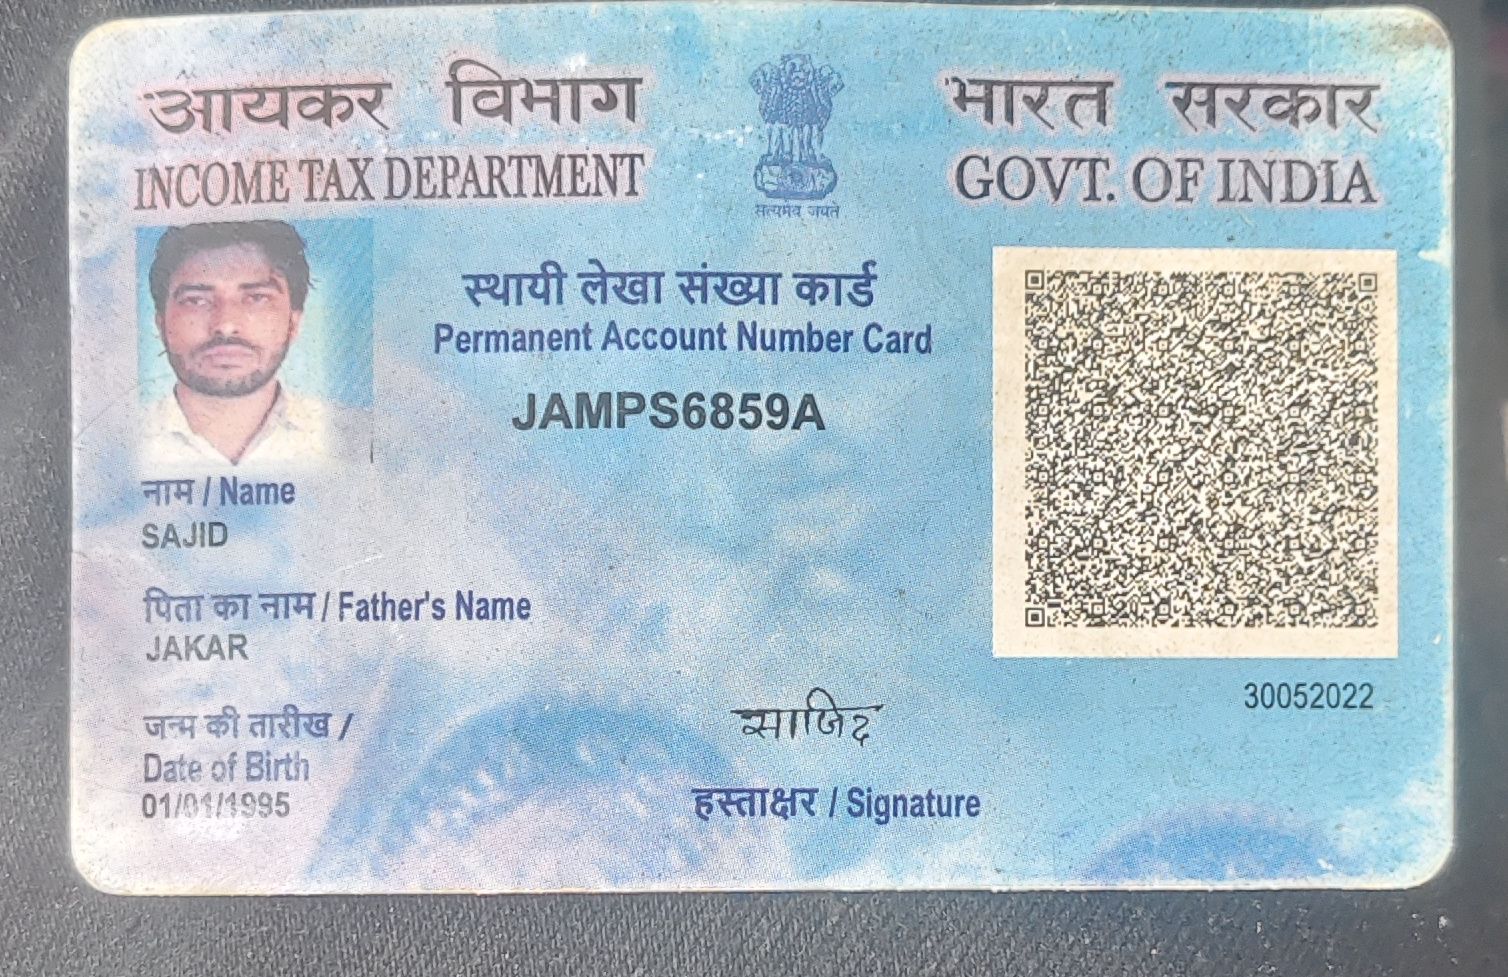 आयकर विभाग
INCOME TAX DEPARTMENT
सत्यमेव जयते
भारत सरकार
GOVT. OF INDIA
स्थायी लेखा संख्या कार्ड
Permanent Account Number Card
JAMPS6859A
नाम / Name
SAJID
पिता का नाम / Father's Name
JAKAR
जन्म की तारीख /
Date of Birth
01/01/1995
साजिद
हस्ताक्षर / Signature
30052022